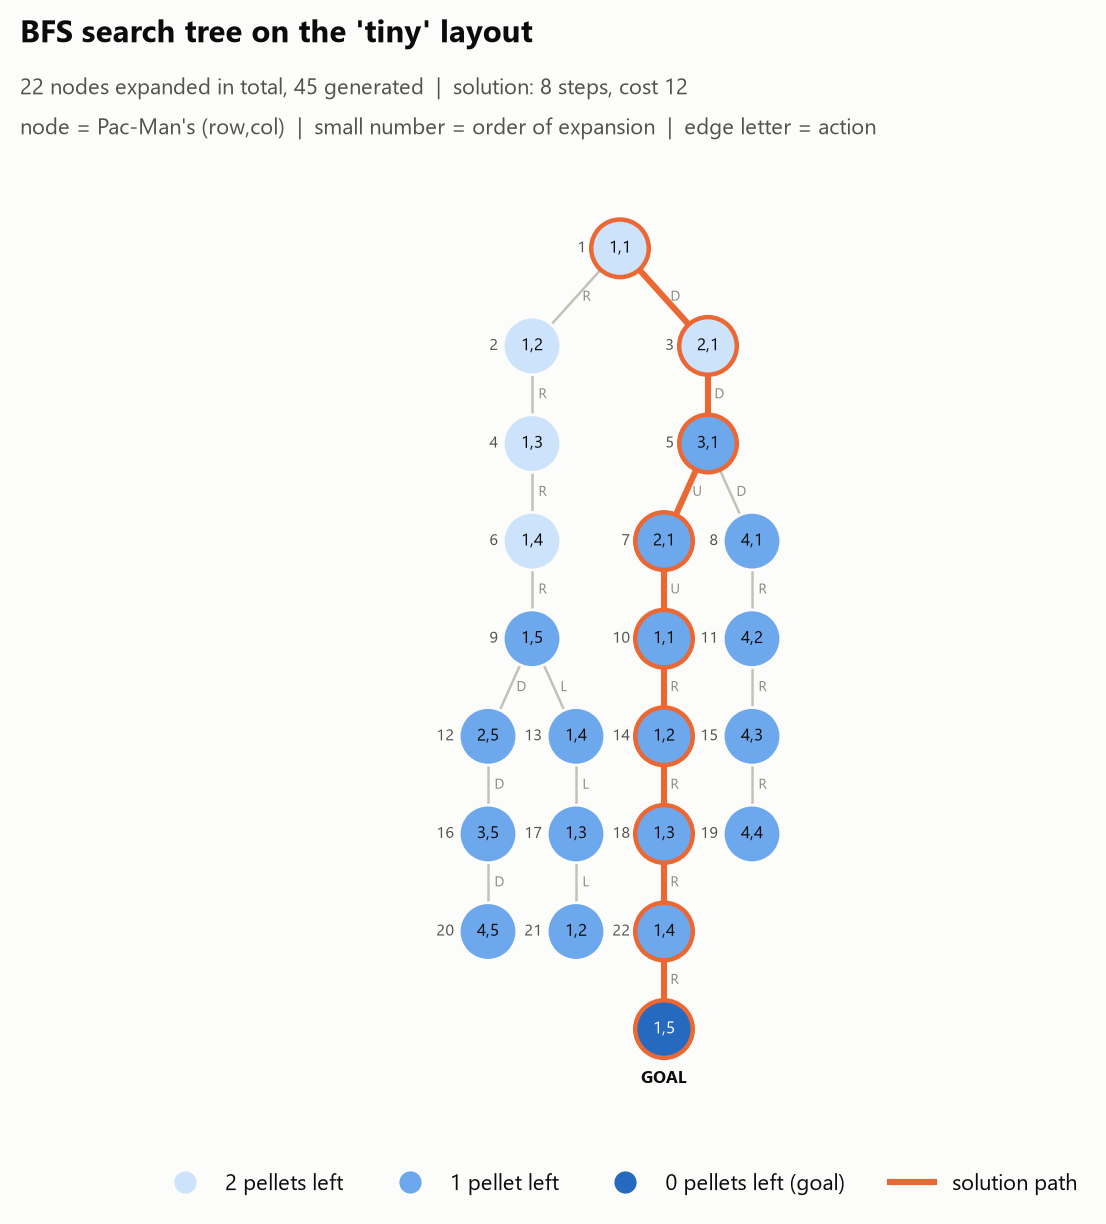 BFS search tree on the 'tiny' layout
22 nodes expanded in total, 45 generated | solution: 8 steps, cost 12
node = Pac-Man's (row,col) | small number = order of expansion | edge letter = action
1 1,1
R D
2 1,2 3 2,1
R D
4 1,3 5 3,1
R U D
6 1,4 7 2,1 8 4,1
R U R
9 1,5 10 1,1 11 4,2
D L R R
12 2,5 13 1,4 14 1,2 15 4,3
D L R R
16 3,5 17 1,3 18 1,3 19 4,4
D L R
20 4,5 21 1,2 22 1,4
R
1,5
GOAL
2 pellets left 1 pellet left 0 pellets left (goal) solution path